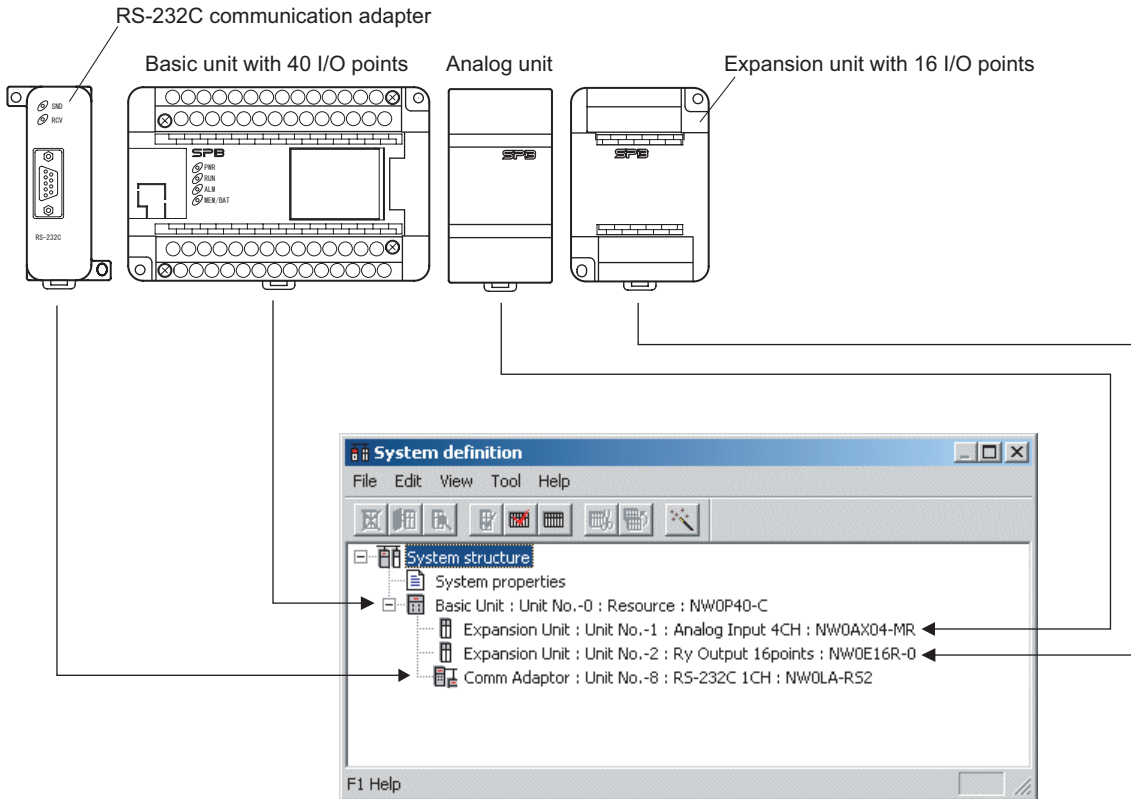 RS-232C communication adapter
Basic unit with 40 I/O points
Analog unit
Expansion unit with 16 I/O points
SND
RCV
RS-232C
SPB
PWR
RUN
ALM
MEM/BAT
SPB
SPB
System definition
File Edit View Tool Help
System structure
System properties
Basic Unit : Unit No.-0 : Resource : NW0P40-C
Expansion Unit : Unit No.-1 : Analog Input 4CH : NW0AX04-MR
Expansion Unit : Unit No.-2 : Ry Output 16points : NW0E16R-0
Comm Adaptor : Unit No.-8 : RS-232C 1CH : NW0LA-RS2
F1 Help